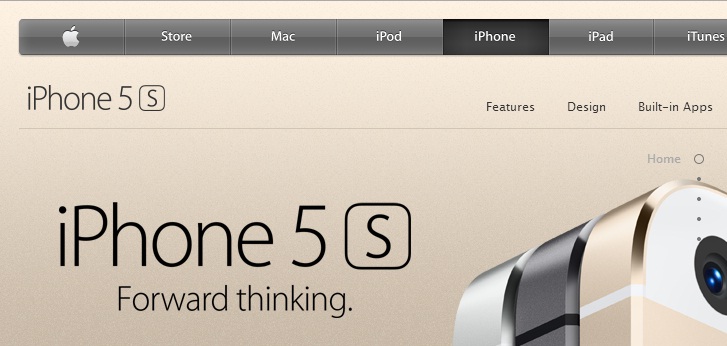 Store Mac iPod iPhone iPad iTunes
iPhone 5 S
Features Design Built-in Apps
Home
iPhone 5 S
Forward thinking.